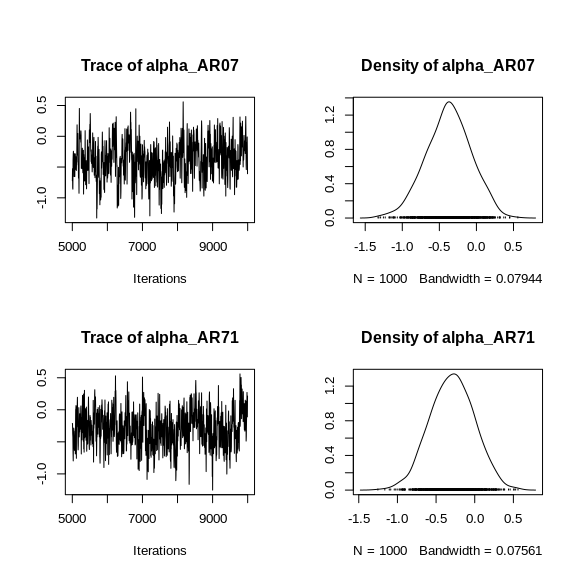 Trace of alpha_AR07
0.5
0.0
-1.0
5000 7000 9000
Iterations
Density of alpha_AR07
1.2
0.8
0.4
0.0
-1.5 -1.0 -0.5 0.0 0.5
N = 1000 Bandwidth = 0.07944
Trace of alpha_AR71
0.5
0.0
-1.0
5000 7000 9000
Iterations
Density of alpha_AR71
1.2
0.8
0.4
0.0
-1.5 -1.0 -0.5 0.0 0.5
N = 1000 Bandwidth = 0.07561